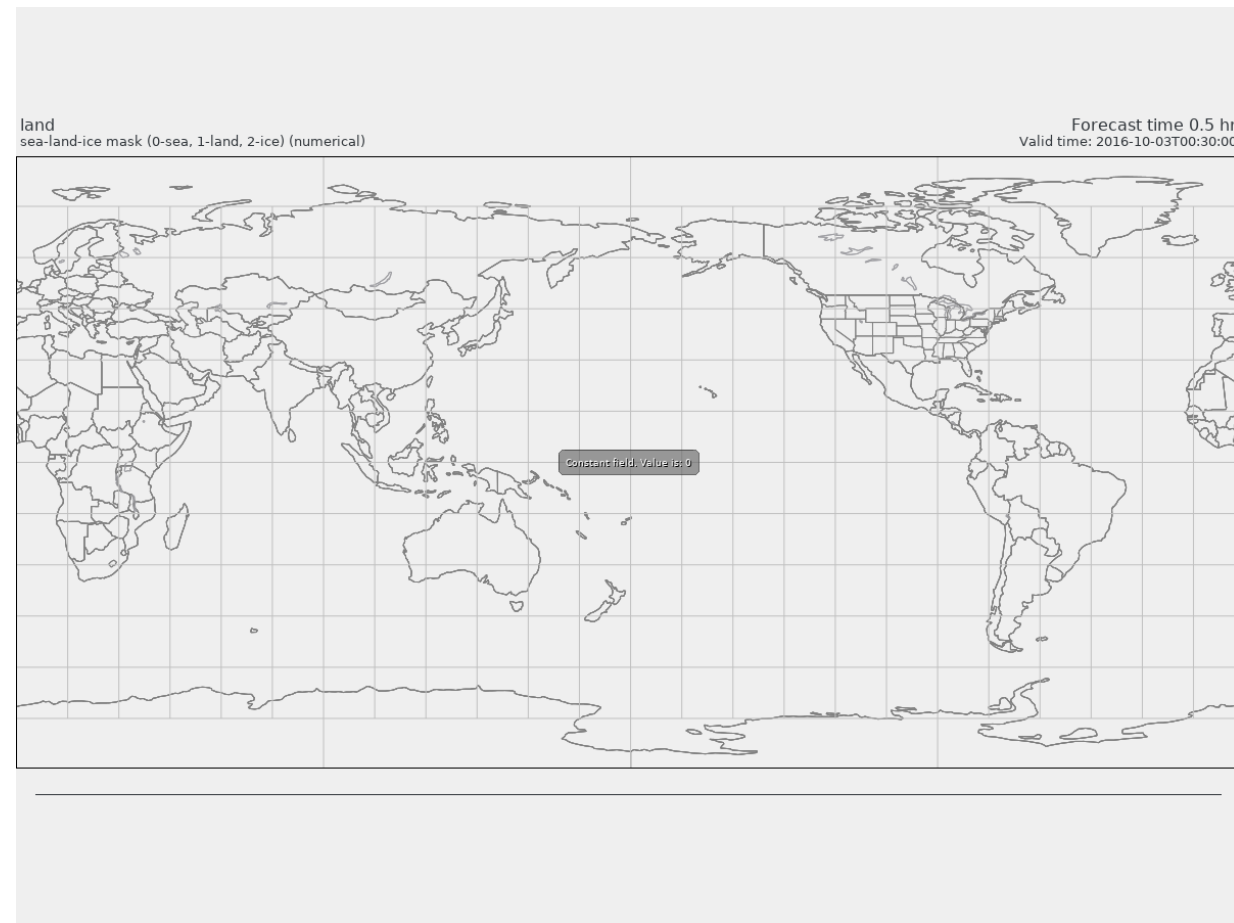 land
Forecast time 0.5 hr
sea-land-ice mask (0-sea, 1-land, 2-ice) (numerical)
Valid time: 2016-10-03T00:30:00
Constant field. Value is: 0